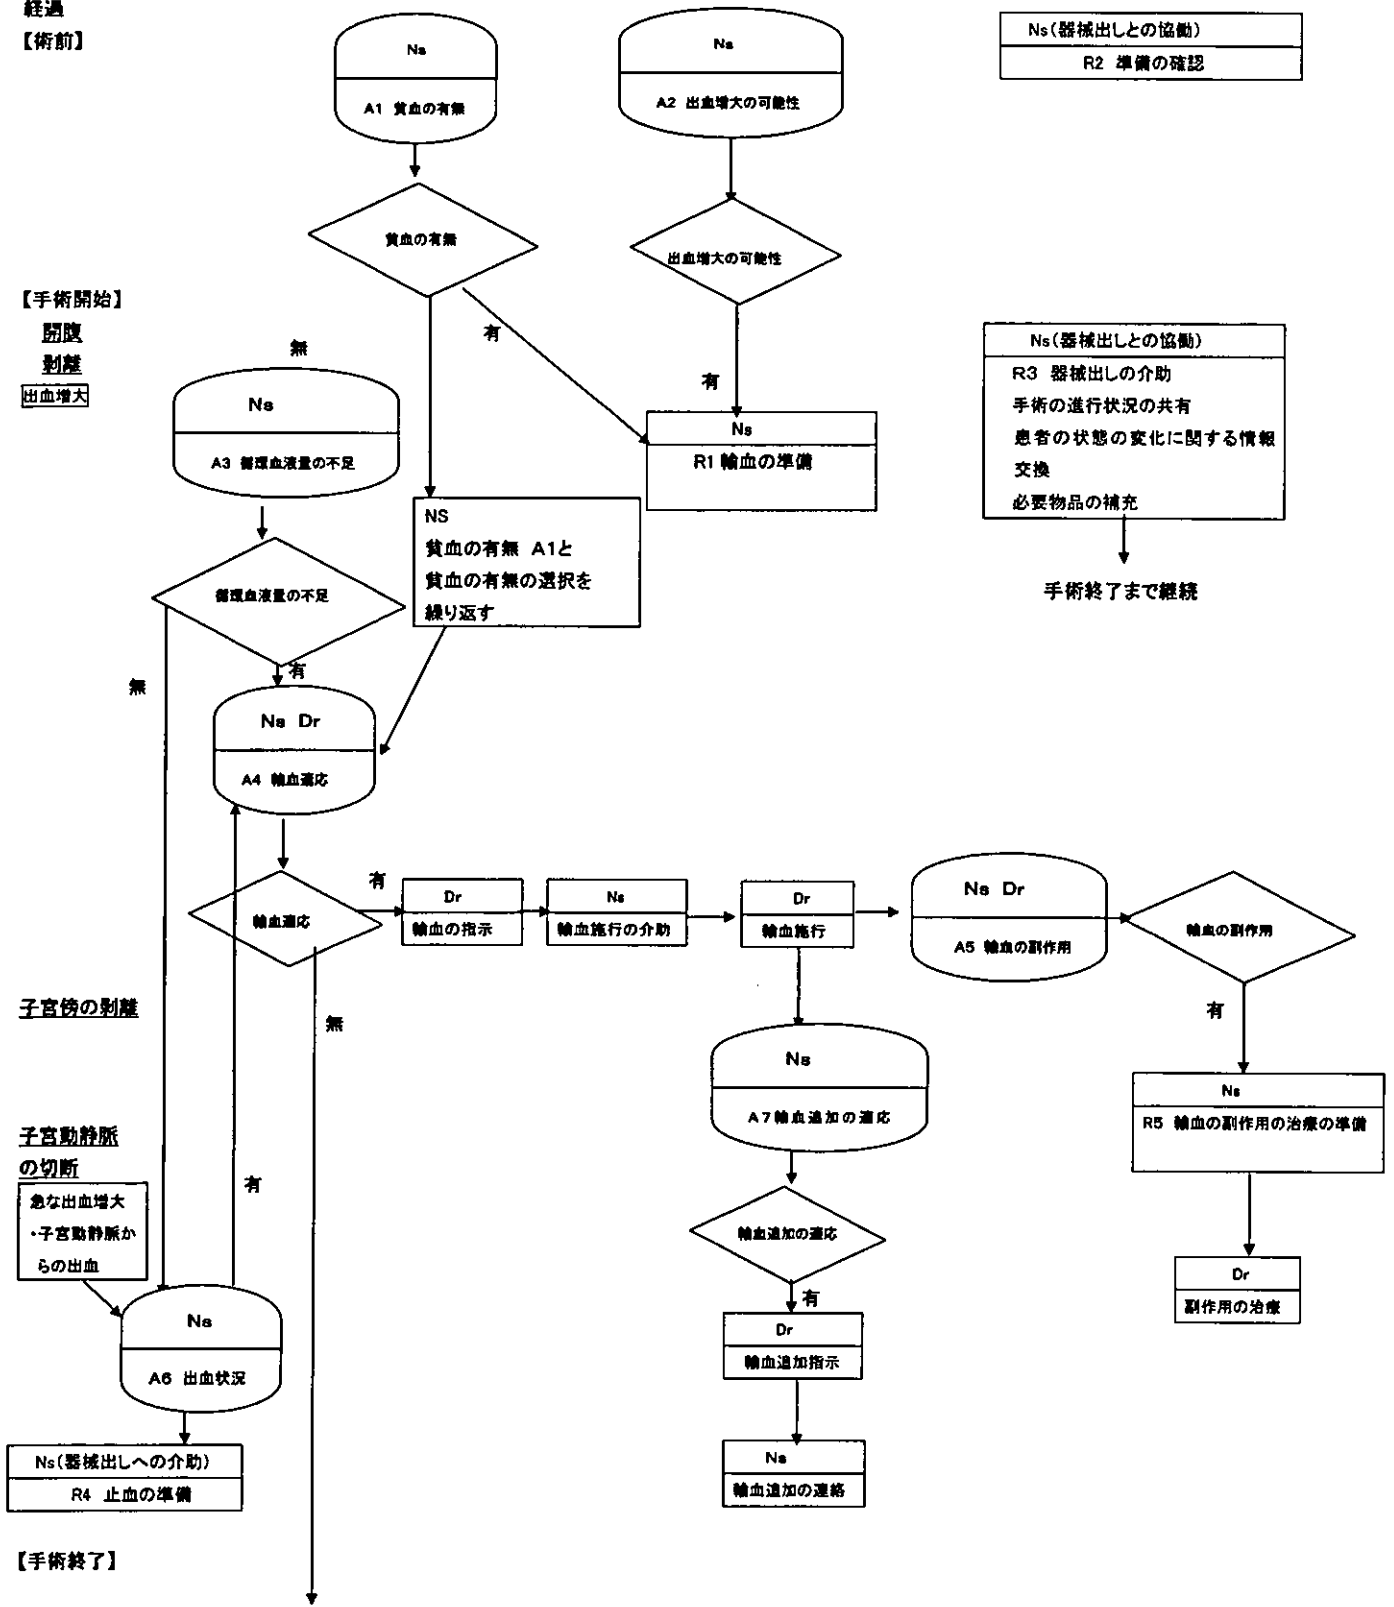 経過
【術前】
Ns
A1 貧血の有無
Ns
A2 出血増大の可能性
Ns(器械出しとの協働)
R2 準備の確認
貧血の有無
出血増大の可能性
【手術開始】
開腹
剥離
出血増大
無
有
有
Ns(器械出しとの協働)
R3 器械出しの介助
手術の進行状況の共有
患者の状態の変化に関する情報
交換
必要物品の補充
手術終了まで継続
Ns
A3 循環血液量の不足
Ns
R1 輸血の準備
NS
貧血の有無 A1と
貧血の有無の選択を
繰り返す
循環血液量の不足
無
有
Ns Dr
A4 輸血適応
輸血適応
有
Dr
輸血の指示
Ns
輸血施行の介助
Dr
輸血施行
Ns Dr
A5 輸血の副作用
輸血の副作用
子宮傍の剥離
無
有
Ns
A7輸血追加の適応
Ns
R5 輸血の副作用の治療の準備
子宮動静脈
の切断
急な出血増大
・子宮動静脈か
らの出血
有
輸血追加の適応
有
Dr
副作用の治療
Ns
A6 出血状況
Dr
輸血追加指示
Ns(器械出しへの介助)
R4 止血の準備
Ns
輸血追加の連絡
【手術終了】